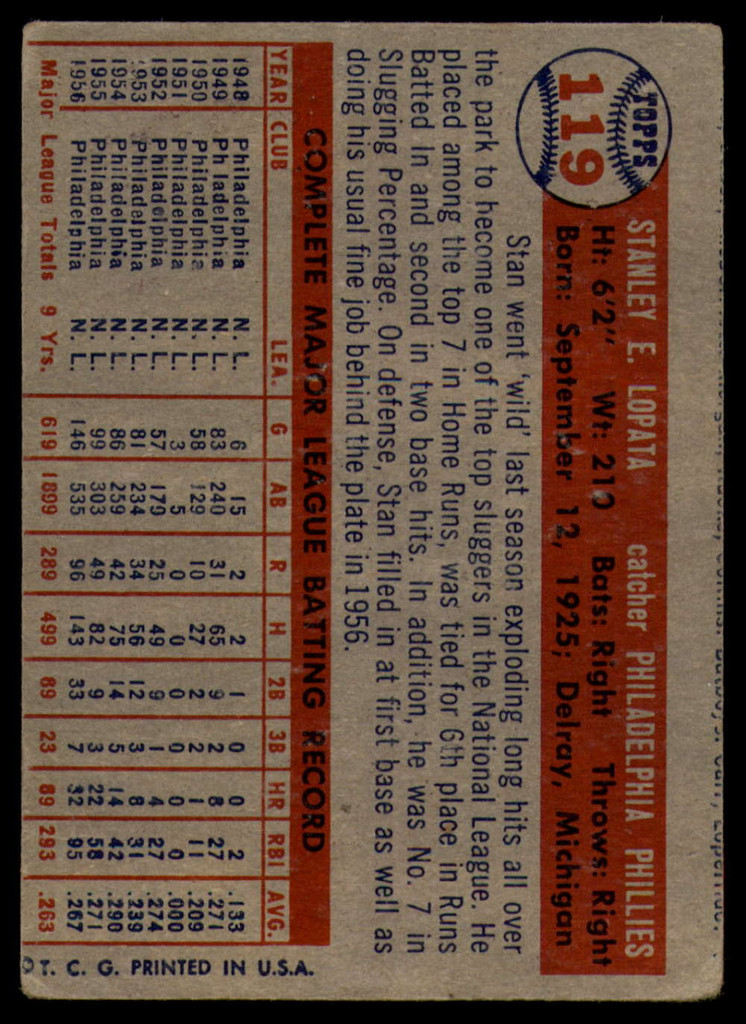 TOPPS
119
STANLEY E. LOPATA catcher PHILADELPHIA PHILLIES
Ht: 6'2" Wt: 210 Bats: Right Throws: Right
Born: September 12, 1925; Delray, Michigan
Stan went 'wild' last season exploding long hits all over
the park to become one of the top sluggers in the National League. He
placed among the top 7 in Home Runs, was tied for 6th place in Runs
Batted In and second in two base hits. In addition, he was No. 7 in
Slugging Percentage. On defense, Stan filled in at first base as well as
doing his usual fine job behind the plate in 1956.
COMPLETE MAJOR LEAGUE BATTING RECORD
YEAR CLUB LEA. G AB R H 2B 3B HR RBI AVG.
1948 Philadelphia N. L. 6 15 2 2 1 0 0 2 .133
1949 Philadelphia N. L. 83 240 31 65 9 2 8 27 .271
1950 Philadelphia N. L. 58 129 10 27 2 2 1 11 .209
1951 Philadelphia N. L. 3 5 0 0 0 0 0 0 .000
1952 Philadelphia N. L. 57 179 25 49 9 1 4 27 .274
1953 Philadelphia N. L. 81 234 34 56 12 3 8 31 .239
1954 Philadelphia N. L. 86 259 42 75 14 5 14 42 .290
1955 Philadelphia N. L. 99 303 49 82 9 3 22 58 .271
1956 Philadelphia N. L. 146 535 96 143 33 7 32 95 .267
Major League Totals 9 Yrs. 619 1899 289 499 89 23 89 293 .263
© T. C. G. PRINTED IN U.S.A.